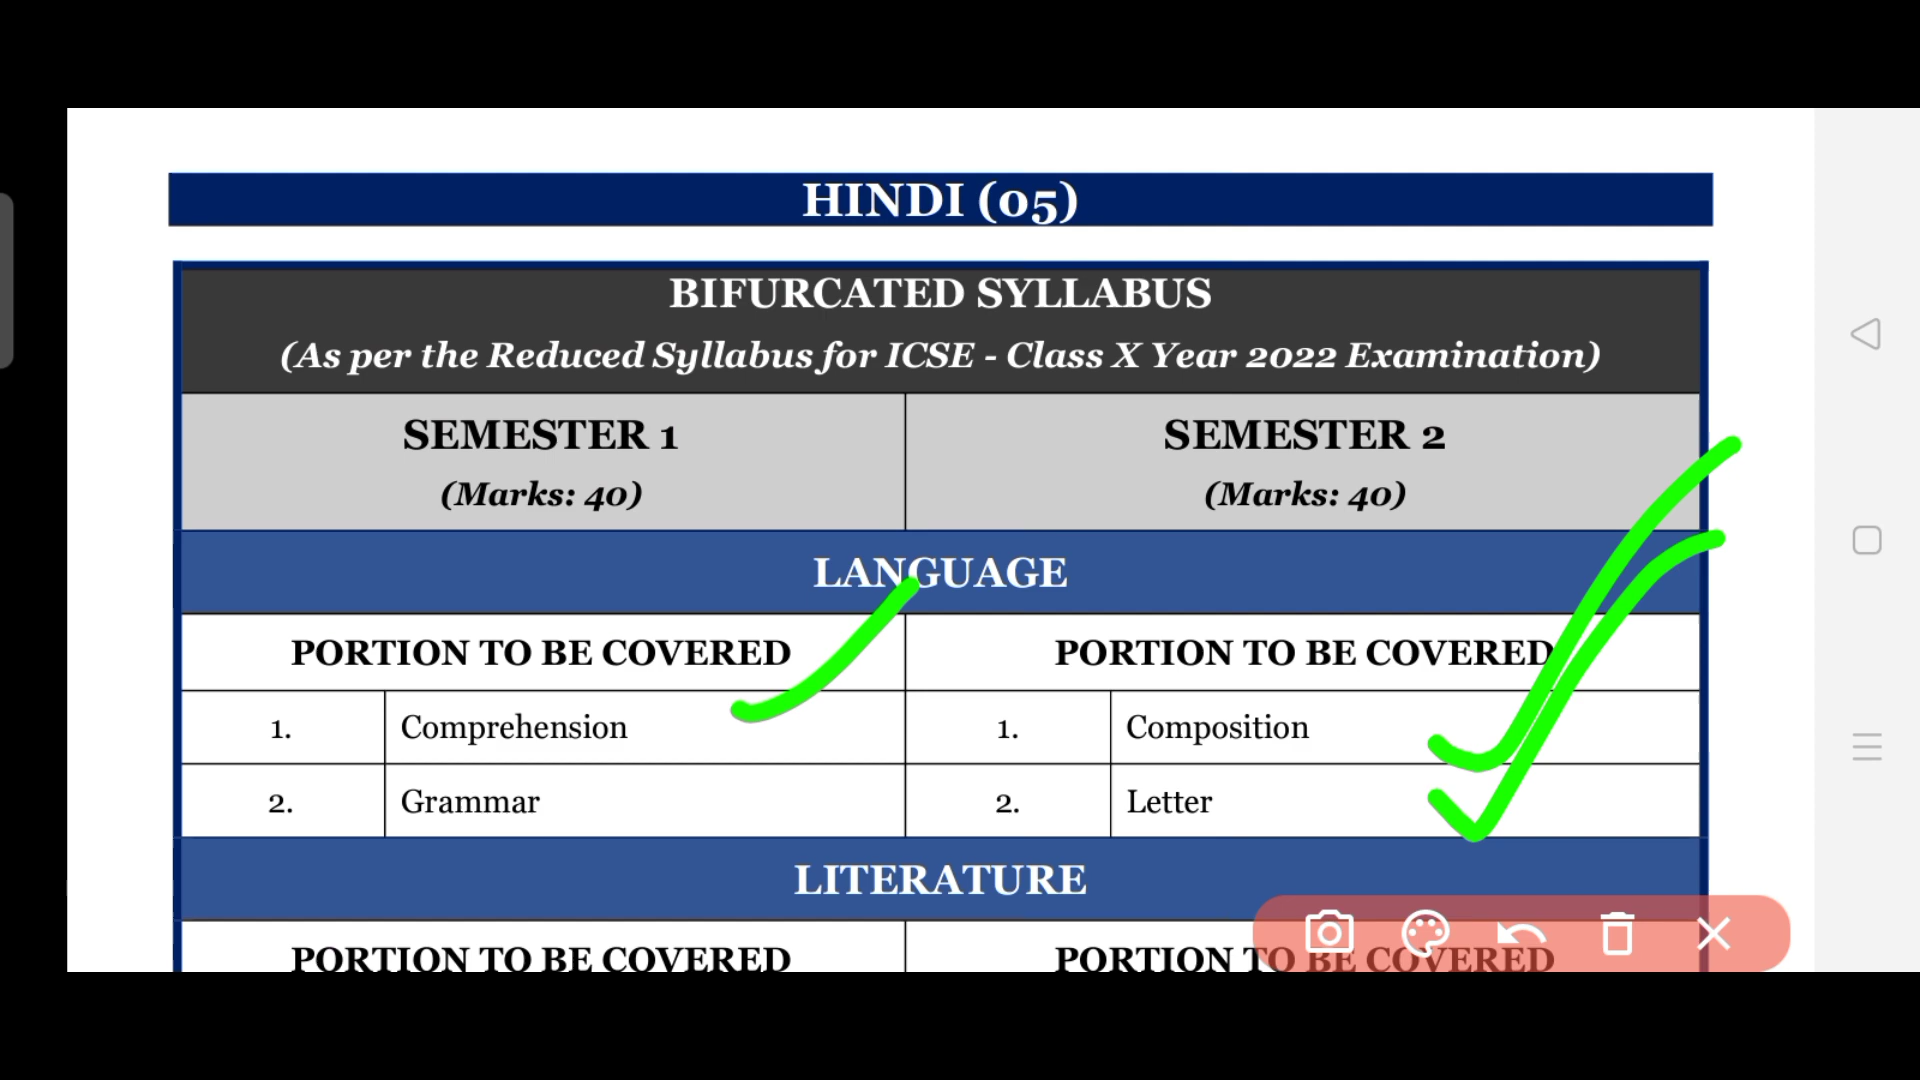 HINDI (05)
BIFURCATED SYLLABUS
(As per the Reduced Syllabus for ICSE - Class X Year 2022 Examination)
SEMESTER 1 SEMESTER 2
(Marks: 40) (Marks: 40)
LANGUAGE
PORTION TO BE COVERED PORTION TO BE COVERED
1. Comprehension 1. Composition
2. Grammar 2. Letter
LITERATURE
PORTION TO BE COVERED PORTION TO BE COVERED